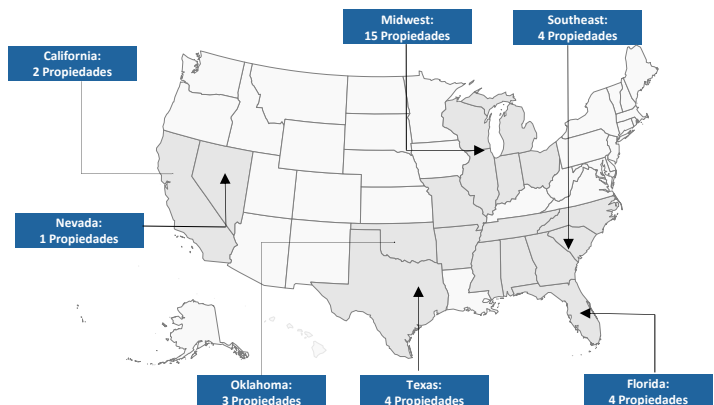 Midwest:
15 Propiedades
Southeast:
4 Propiedades
California:
2 Propiedades
Nevada:
1 Propiedades
Oklahoma:
3 Propiedades
Texas:
4 Propiedades
Florida:
4 Propiedades